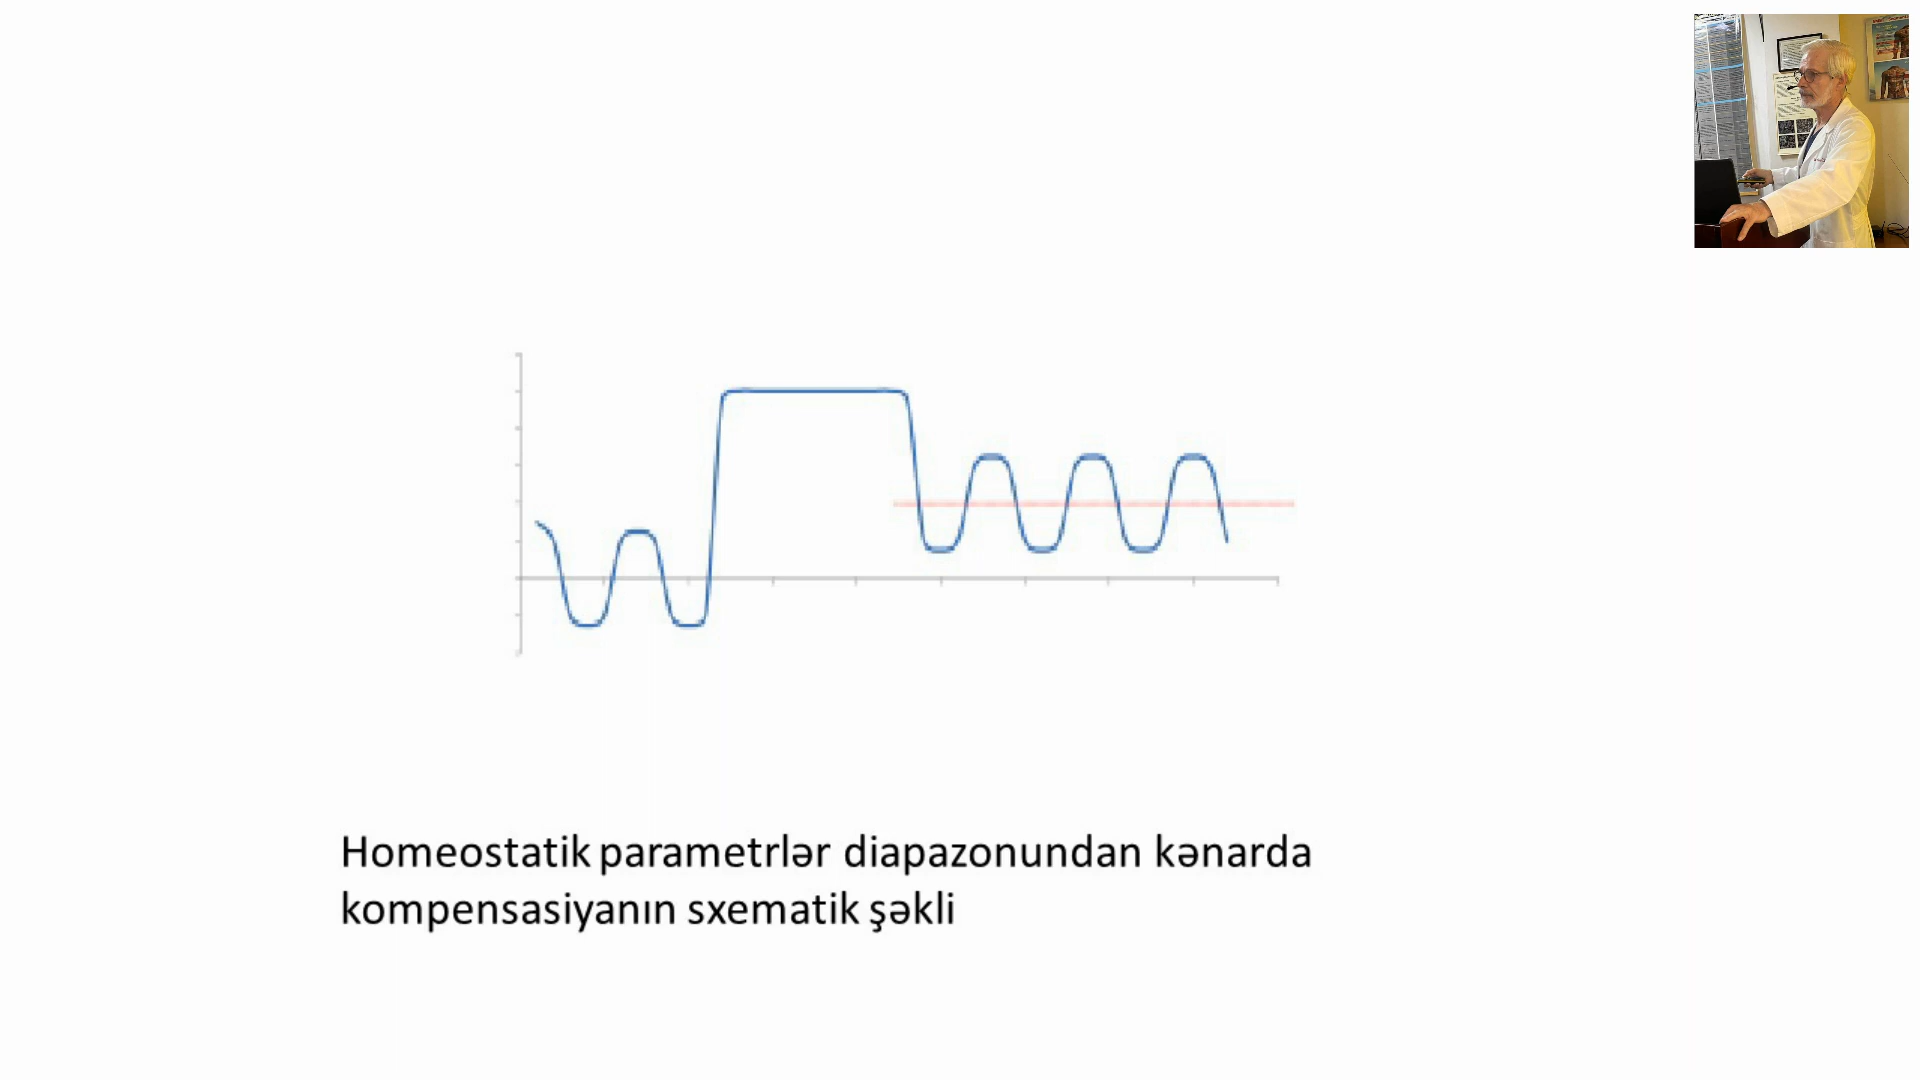 Homeostatik parametrlər diapazonundan kənarda
kompensasiyanın sxematik şəkli